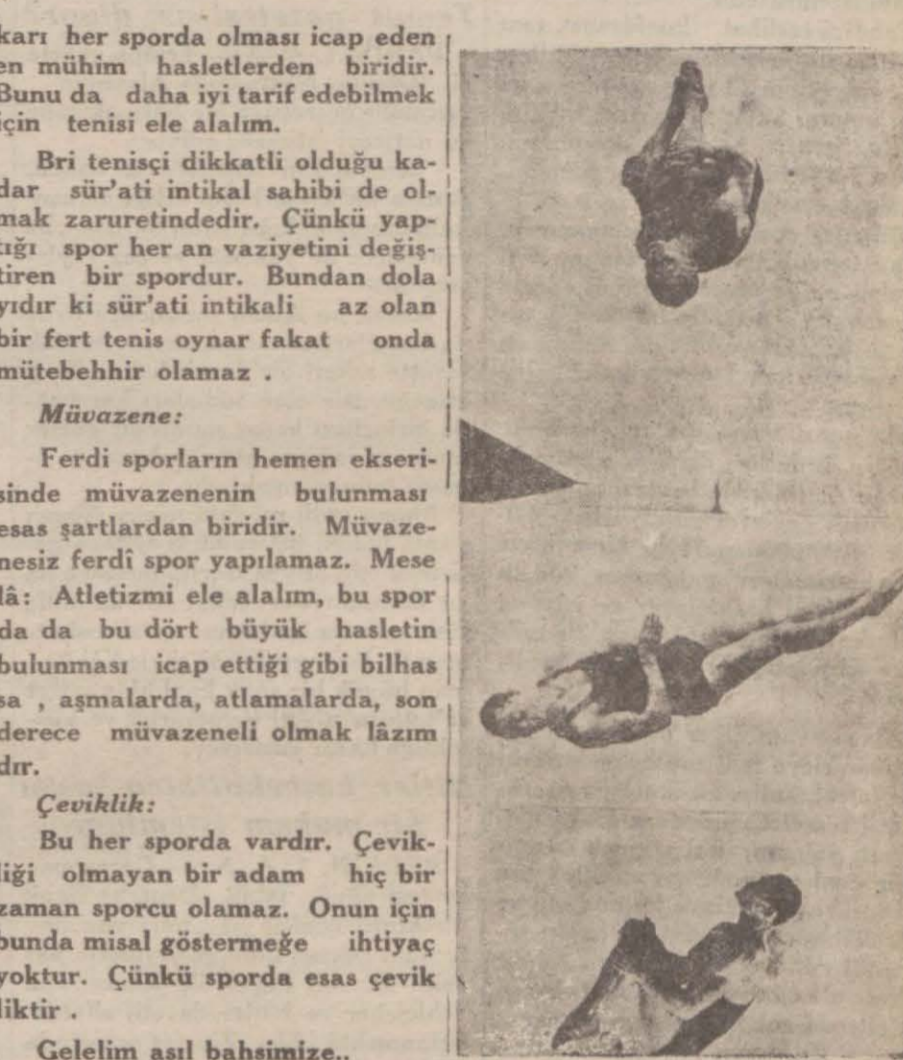 karı her sporda olması icap eden
en mühim hasletlerden biridir.
Bunu da daha iyi tarif edebilmek
için tenisi ele alalım.
Bri tenisçi dikkatli olduğu ka-
dar sür'ati intikal sahibi de ol-
mak zaruretindedir. Çünkü yap-
tığı spor her an vaziyetini değiş-
tiren bir spordur. Bundan dola
yıdır ki sür'ati intikali az olan
bir fert tenis oynar fakat onda
mütebehhir olamaz .
Müvazene:
Ferdi sporların hemen ekseri-
sinde müvazenenin bulunması
esas şartlardan biridir. Müvaze-
nesiz ferdî spor yapılamaz. Mese
lâ: Atletizmi ele alalım, bu spor
da da bu dört büyük hasletin
bulunması icap ettiği gibi bilhas
sa , aşmalarda, atlamalarda, son
derece müvazeneli olmak lâzım
dır.
Çeviklik:
Bu her sporda vardır. Çevik-
liği olmayan bir adam hiç bir
zaman sporcu olamaz. Onun için
bunda misal göstermeğe ihtiyaç
yoktur. Çünkü sporda esas çevik
liktir .
Gelelim asıl bahsimize..